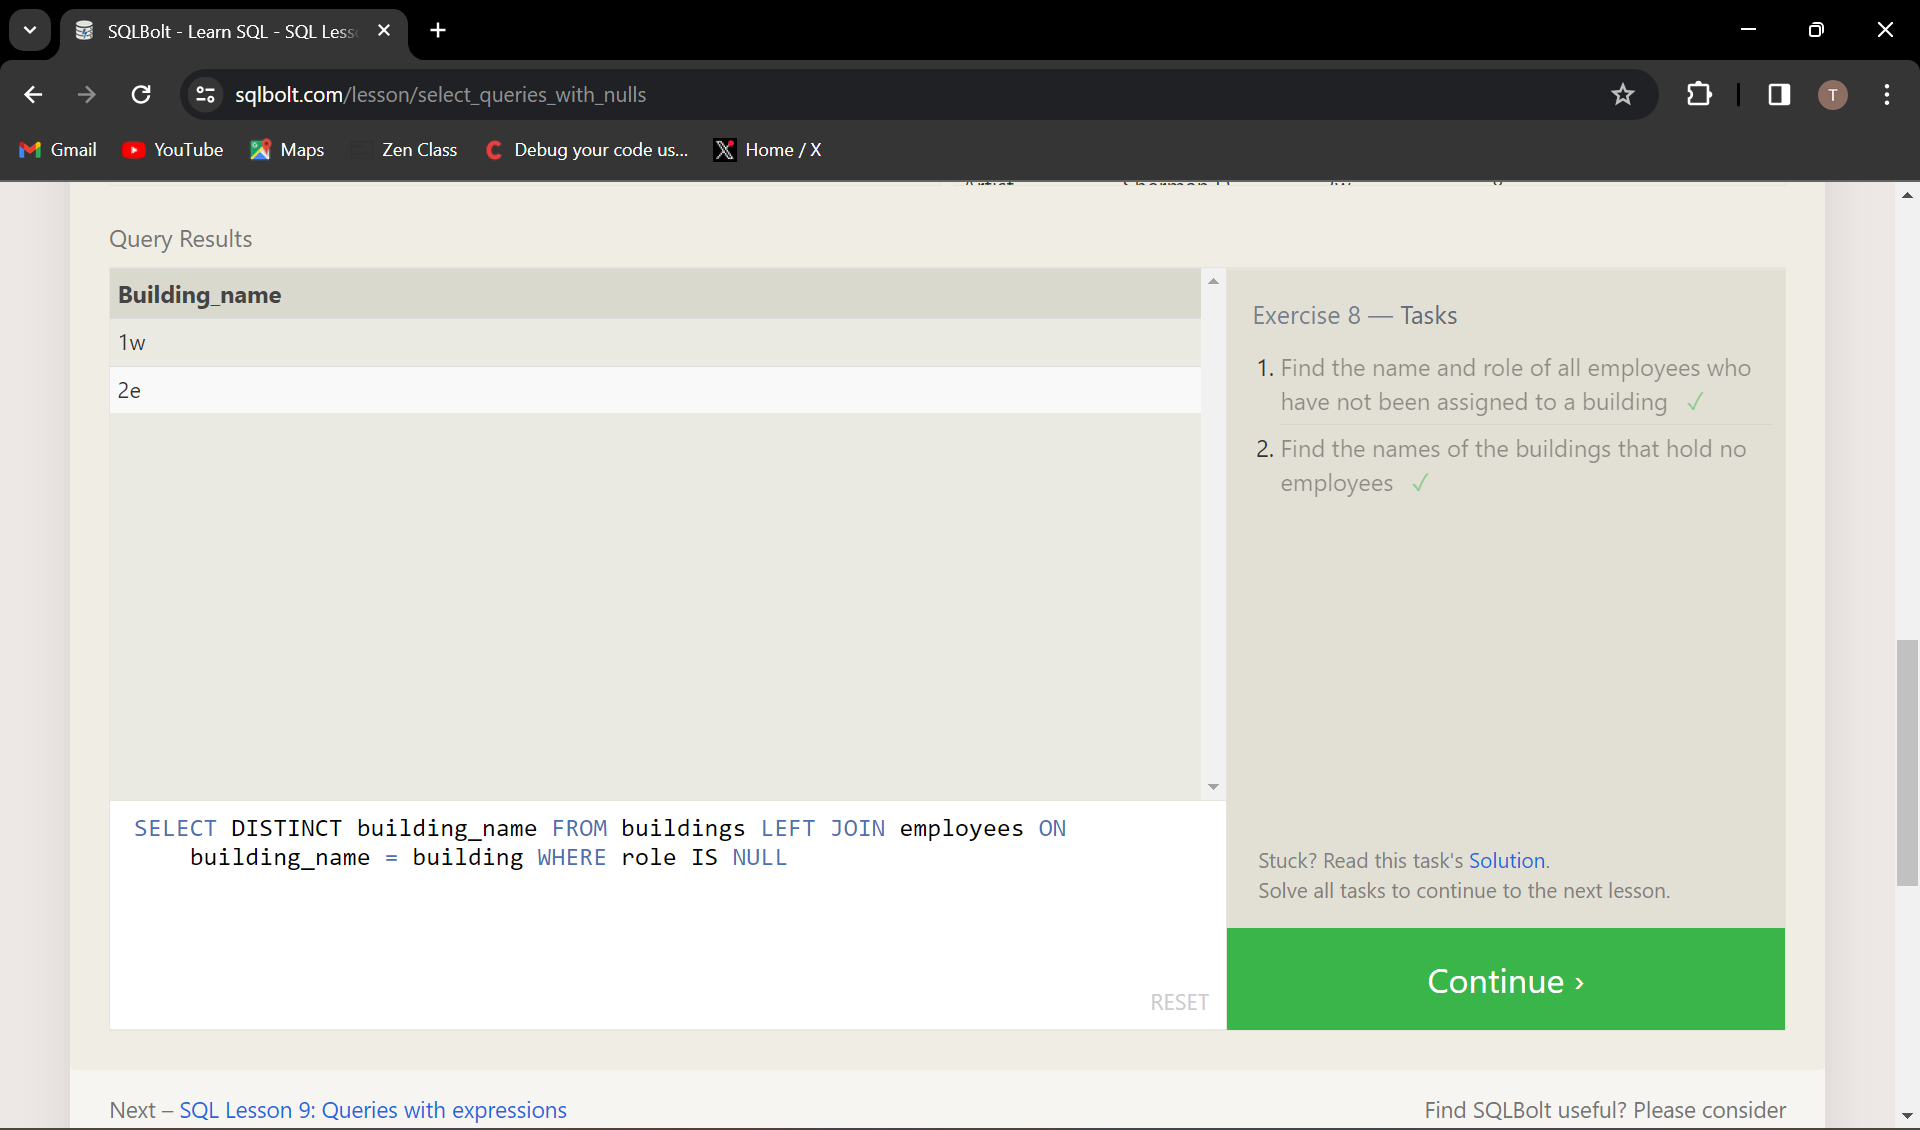 SQLBolt - Learn SQL - SQL Less
sqlbolt.com/lesson/select_queries_with_nulls
T
Gmail
YouTube
Maps
Zen Class
Debug your code us...
Home / X
Query Results
Building_name
1w
2e
Exercise 8 — Tasks
1. Find the name and role of all employees who
have not been assigned to a building ✓
2. Find the names of the buildings that hold no
employees ✓
SELECT DISTINCT building_name FROM buildings LEFT JOIN employees ON
building_name = building WHERE role IS NULL
RESET
Stuck? Read this task's Solution.
Solve all tasks to continue to the next lesson.
Continue ›
Next – SQL Lesson 9: Queries with expressions
Find SQLBolt useful? Please consider